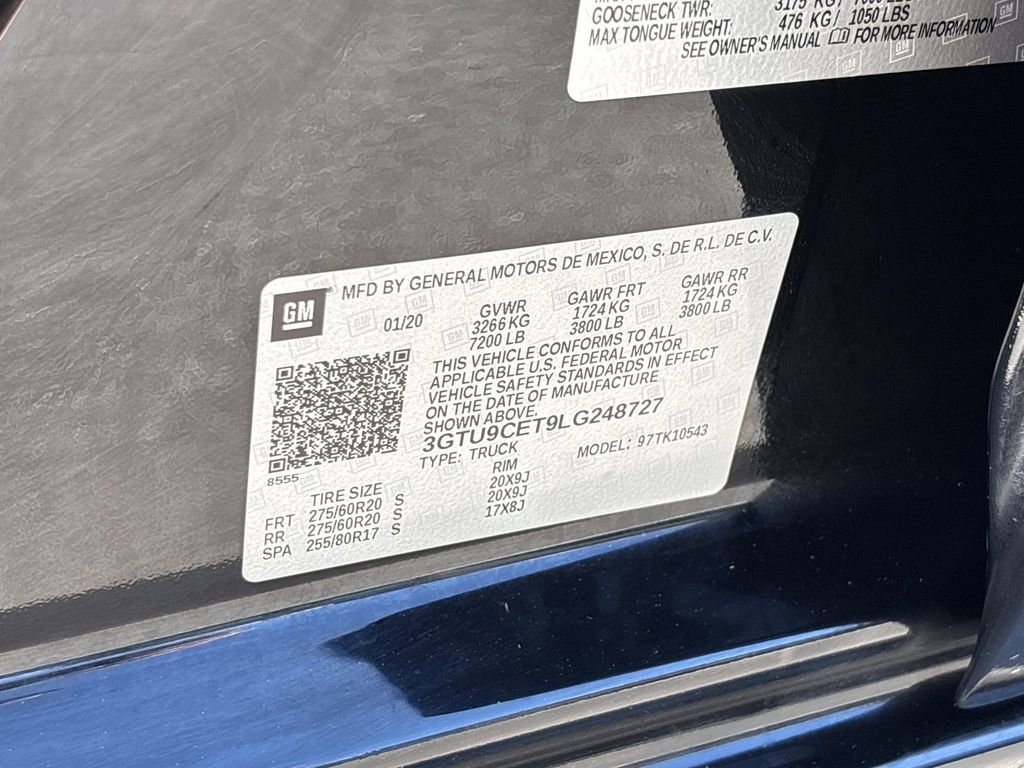 GOOSENECK TWR: 3175 KG/
MAX TONGUE WEIGHT: 476 KG/ 1050 LBS
SEE OWNER'S MANUAL FOR MORE INFORMATION
GM
MFD BY GENERAL MOTORS DE MEXICO, S. DE R.L. DE C.V.
01/20
GVWR
3266 KG
7200 LB
GAWR FRT
1724 KG
3800 LB
GAWR RR
1724 KG
3800 LB
THIS VEHICLE CONFORMS TO ALL
APPLICABLE U.S. FEDERAL MOTOR
VEHICLE SAFETY STANDARDS IN EFFECT
ON THE DATE OF MANUFACTURE
SHOWN ABOVE.
3GTU9CET9LG248727
TYPE: TRUCK MODEL: 97TK10543
8555
TIRE SIZE RIM
FRT 275/60R20 S 20X9J
RR 275/60R20 S 20X9J
SPA 255/80R17 S 17X8J